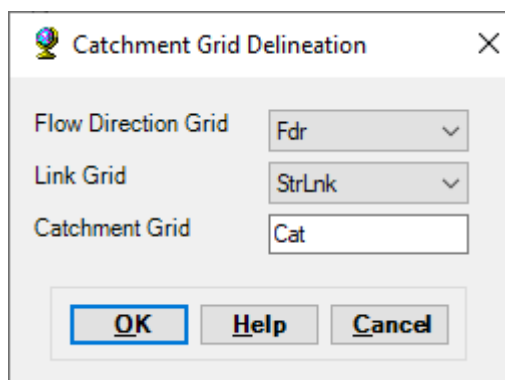 Catchment Grid Delineation
Flow Direction Grid Fdr
Link Grid StrLnk
Catchment Grid Cat
OK Help Cancel